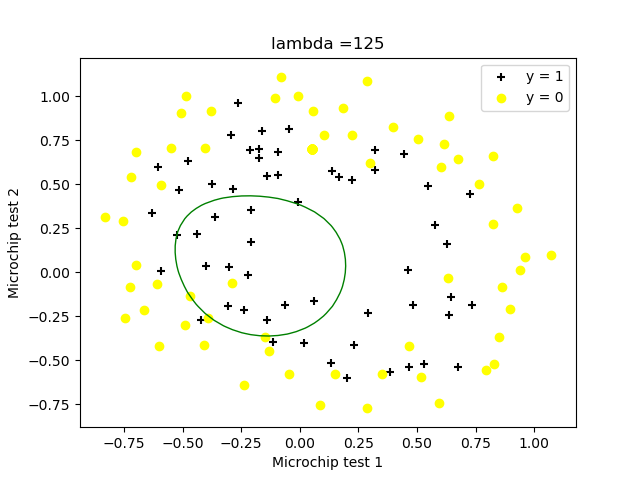 lambda =125
y = 1
y = 0
1.00
0.75
0.50
0.25
0.00
−0.25
−0.50
−0.75
Microchip test 2
−0.75 −0.50 −0.25 0.00 0.25 0.50 0.75 1.00
Microchip test 1